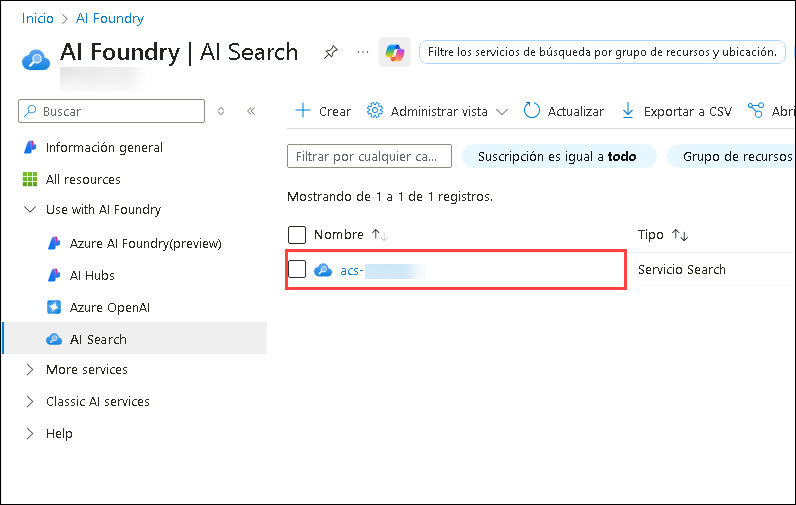 Inicio > AI Foundry
AI Foundry | AI Search
Filtre los servicios de búsqueda por grupo de recursos y ubicación.
Buscar
Crear
Administrar vista
Actualizar
Exportar a CSV
Abri
Información general
All resources
Use with AI Foundry
Azure AI Foundry(preview)
AI Hubs
Azure OpenAI
AI Search
More services
Classic AI services
Help
Filtrar por cualquier ca...
Suscripción es igual a todo
Grupo de recursos
Mostrando de 1 a 1 de 1 registros.
Nombre
Tipo
acs-
Servicio Search